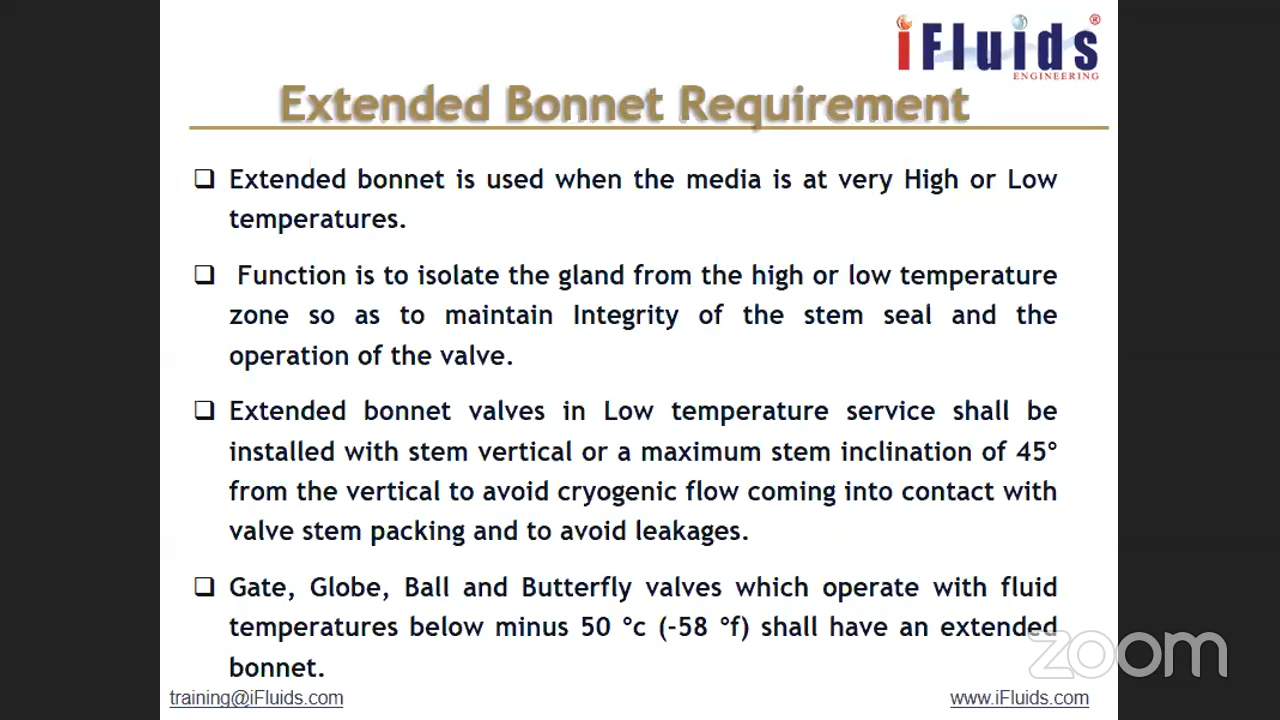 iFluids®
ENGINEERING
Extended Bonnet Requirement
❑ Extended bonnet is used when the media is at very High or Low
temperatures.
❑ Function is to isolate the gland from the high or low temperature
zone so as to maintain Integrity of the stem seal and the
operation of the valve.
❑ Extended bonnet valves in Low temperature service shall be
installed with stem vertical or a maximum stem inclination of 45°
from the vertical to avoid cryogenic flow coming into contact with
valve stem packing and to avoid leakages.
❑ Gate, Globe, Ball and Butterfly valves which operate with fluid
temperatures below minus 50 °c (-58 °f) shall have an extended
bonnet.
zoom
training@iFluids.com
www.iFluids.com